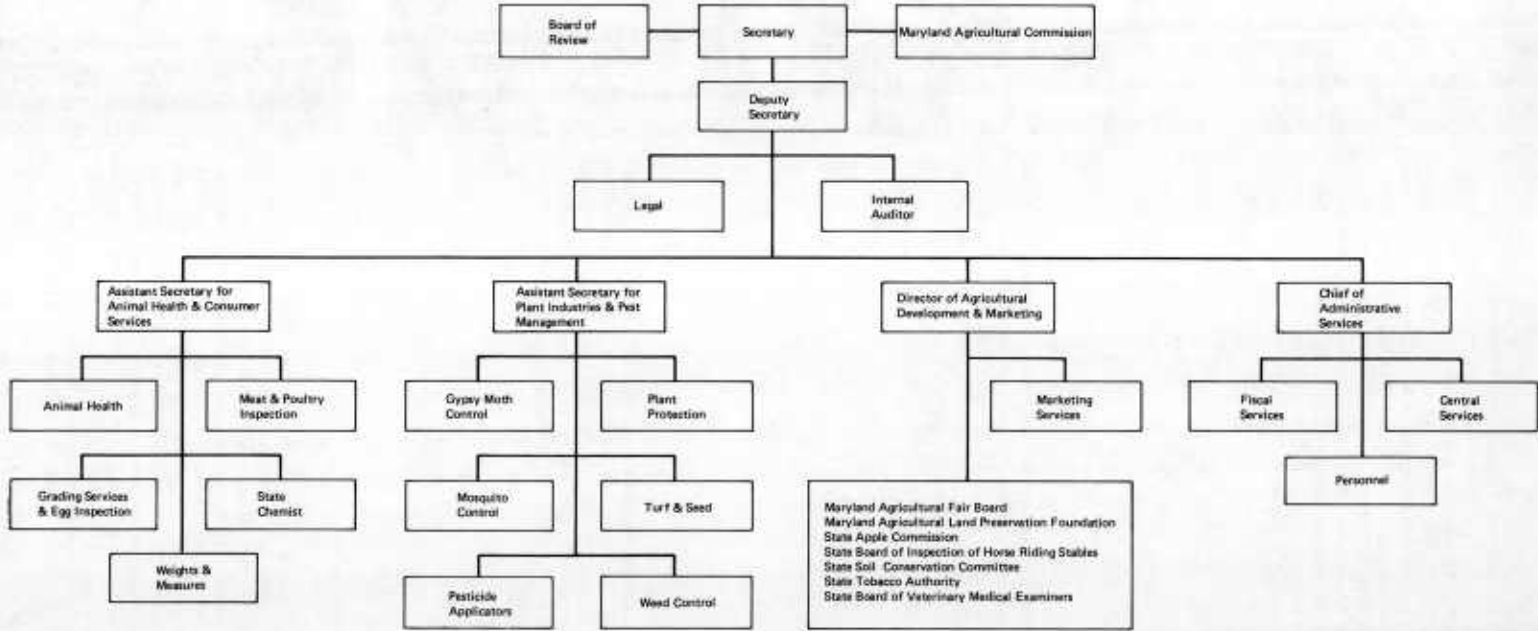 Board of
Review
Secretary
Maryland Agricultural Commission
Deputy
Secretary
Legal
Internal
Auditor
Assistant Secretary for
Animal Health & Consumer
Services
Assistant Secretary for
Plant Industries & Pest
Management
Director of Agricultural
Development & Marketing
Chief of
Administrative
Services
Animal Health
Meat & Poultry
Inspection
Gypsy Moth
Control
Plant
Protection
Marketing
Services
Fiscal
Services
Central
Services
Grading Services
& Egg Inspection
State
Chemist
Mosquito
Control
Turf & Seed
Maryland Agricultural Fair Board
Maryland Agricultural Land Preservation Foundation
State Apple Commission
State Board of Inspection of Horse Riding Stables
State Soil Conservation Committee
State Tobacco Authority
State Board of Veterinary Medical Examiners
Personnel
Weights &
Measures
Pesticide
Applicators
Weed Control